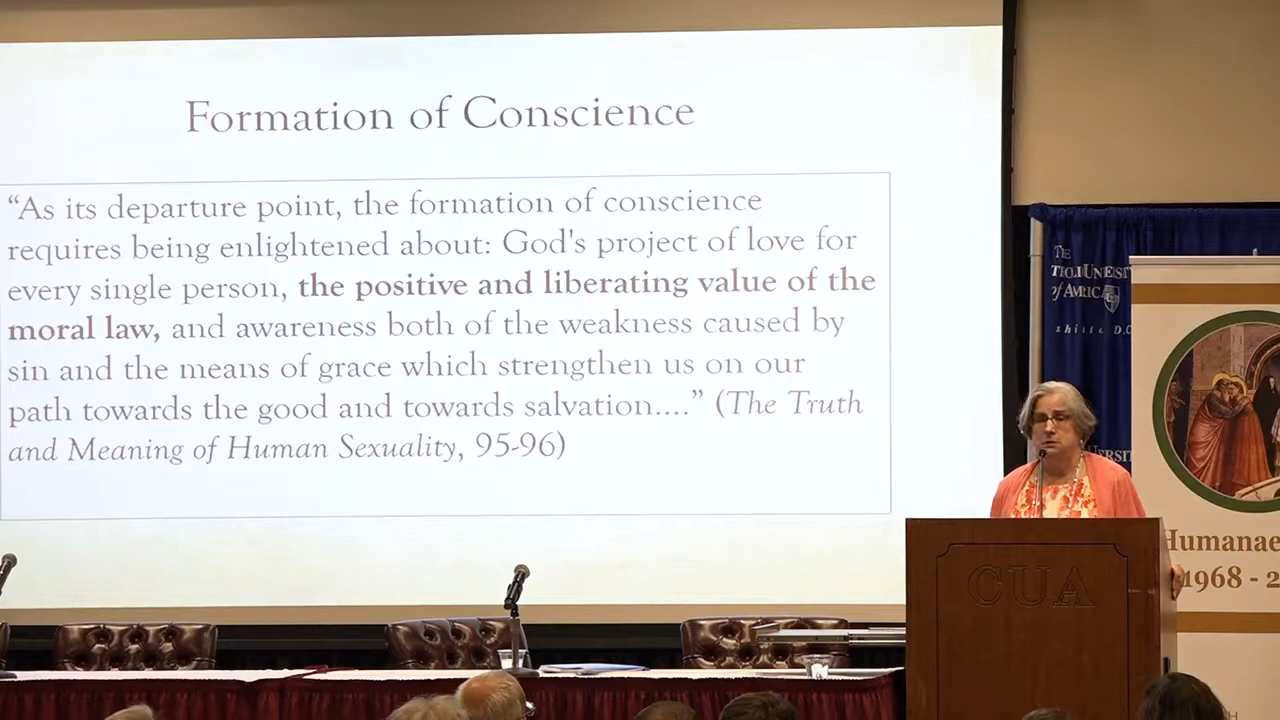 Formation of Conscience
“As its departure point, the formation of conscience
requires being enlightened about: God's project of love for
every single person, the positive and liberating value of the
moral law, and awareness both of the weakness caused by
sin and the means of grace which strengthen us on our
path towards the good and towards salvation....” (The Truth
and Meaning of Human Sexuality, 95-96)
THE
of AMERICA
D.C
CUA
Humanae
1968 - 2